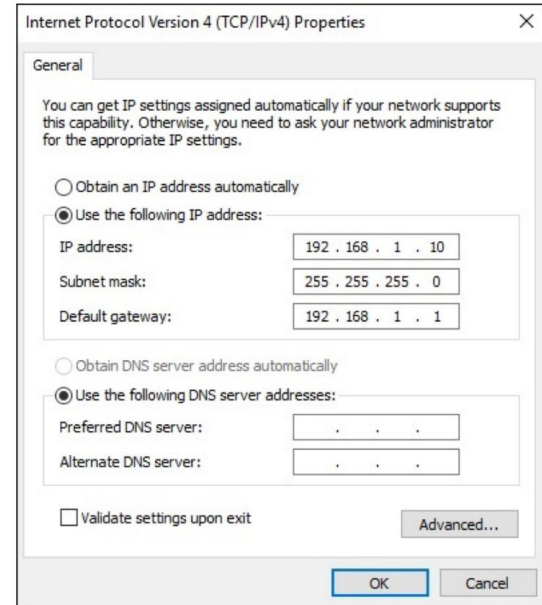 Internet Protocol Version 4 (TCP/IPv4) Properties
General
You can get IP settings assigned automatically if your network supports
this capability. Otherwise, you need to ask your network administrator
for the appropriate IP settings.
Obtain an IP address automatically
Use the following IP address:
IP address: 192 . 168 . 1 . 10
Subnet mask: 255 . 255 . 255 . 0
Default gateway: 192 . 168 . 1 . 1
Obtain DNS server address automatically
Use the following DNS server addresses:
Preferred DNS server: . . .
Alternate DNS server: . . .
Validate settings upon exit
Advanced...
OK Cancel